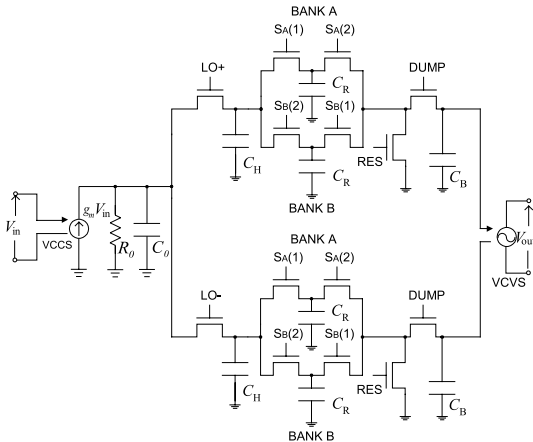 BANK A
SA(1) SA(2)
LO+ DUMP
CR
SB(2) SB(1)
CH RES CB
CR
BANK B
Vin gmVin R0 C0
VCCS
Vou
VCVS
BANK A
SA(1) SA(2)
LO- DUMP
CR
SB(2) SB(1)
CH RES CB
CR
BANK B